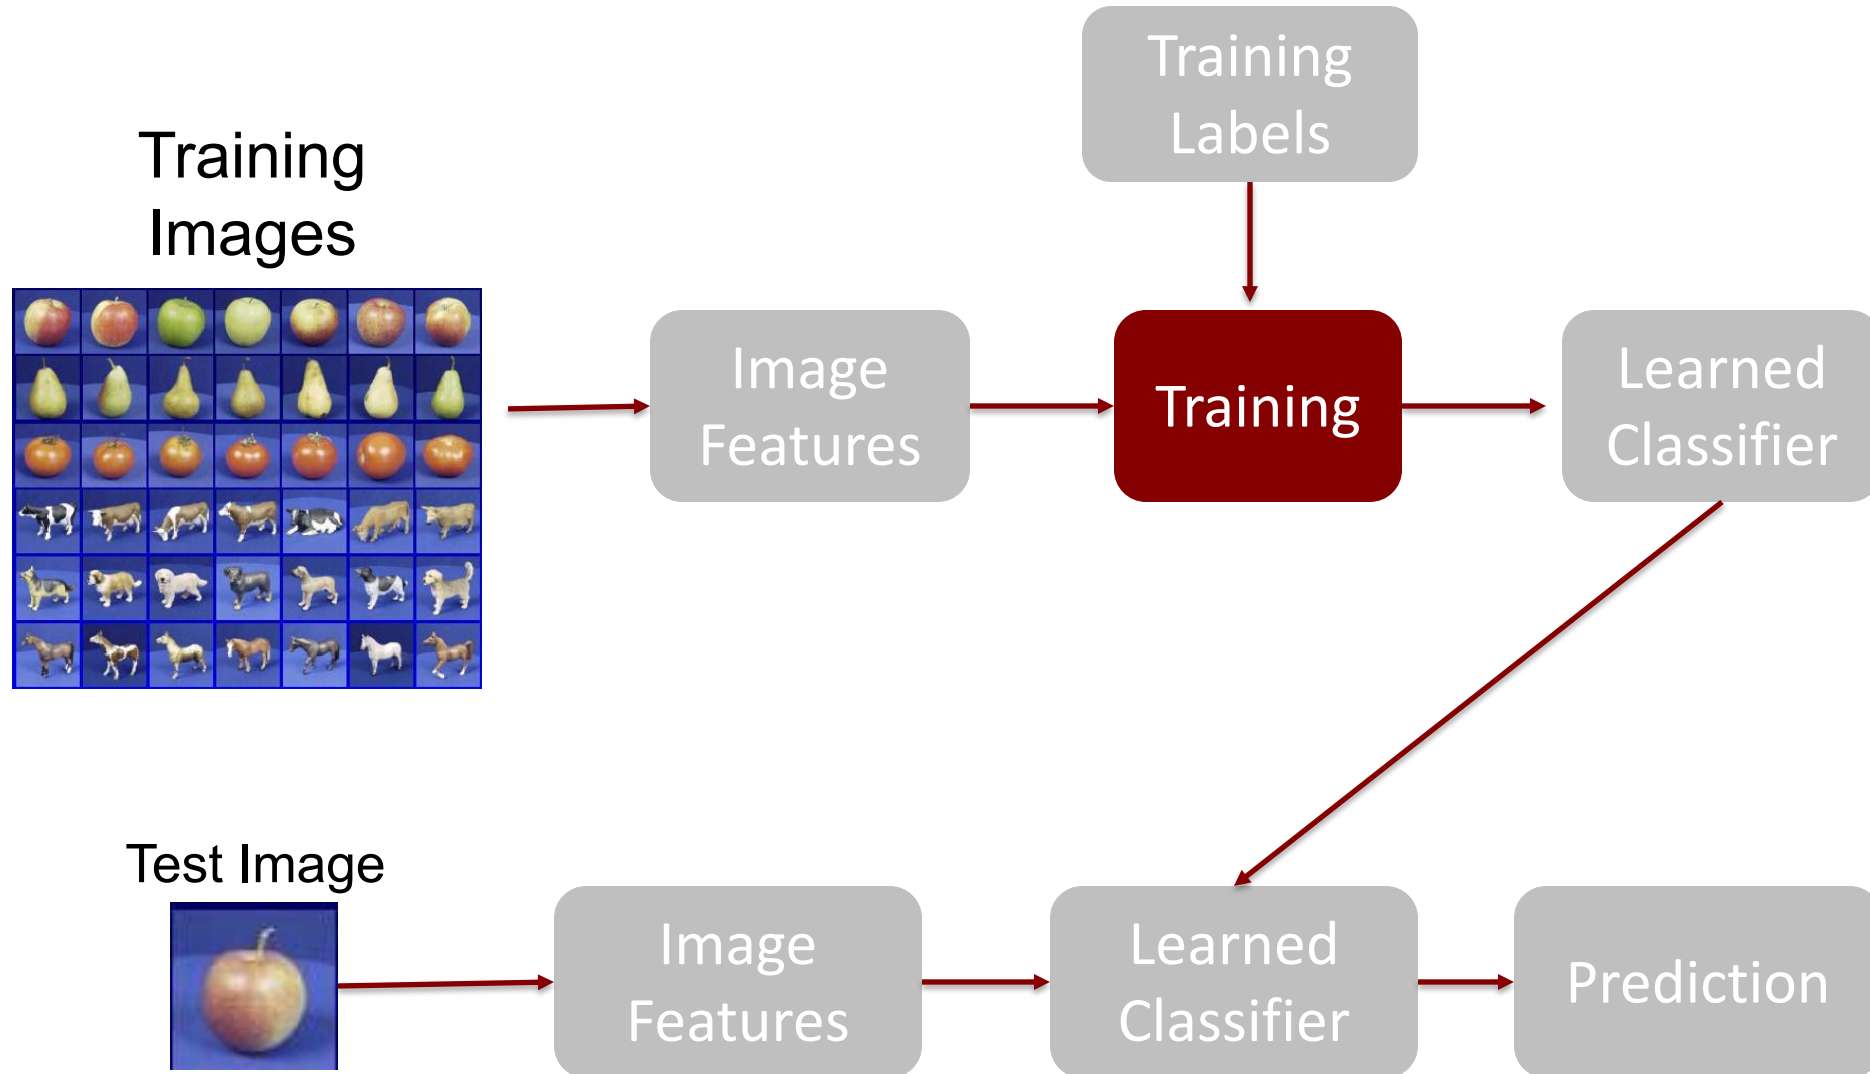 Training
Labels
Training
Images
Image
Features
Training
Learned
Classifier
Test Image
Image
Features
Learned
Classifier
Prediction